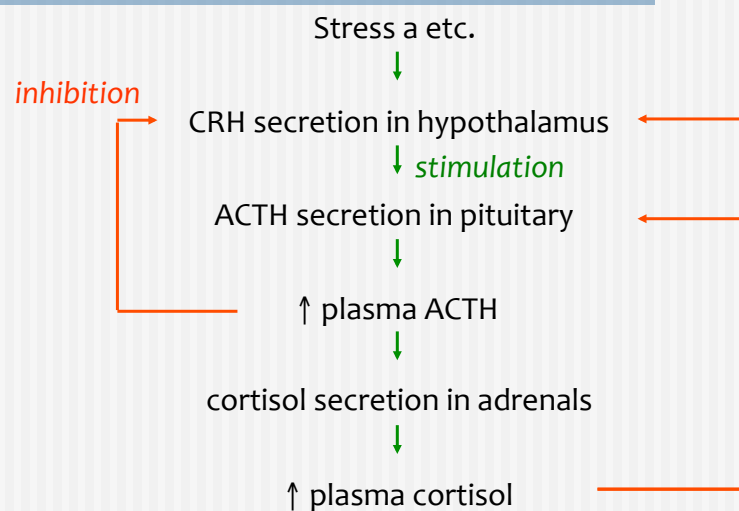 Stress a etc.
inhibition
CRH secretion in hypothalamus
stimulation
ACTH secretion in pituitary
↑ plasma ACTH
cortisol secretion in adrenals
↑ plasma cortisol